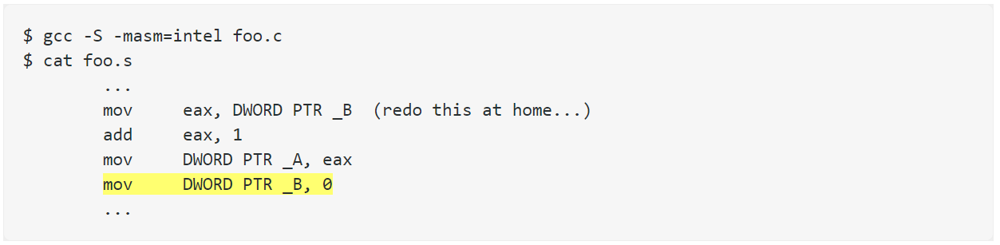 $ gcc -S -masm=intel foo.c
$ cat foo.s
        ...
        mov     eax, DWORD PTR _B  (redo this at home...)
        add     eax, 1
        mov     DWORD PTR _A, eax
        mov     DWORD PTR _B, 0
        ...